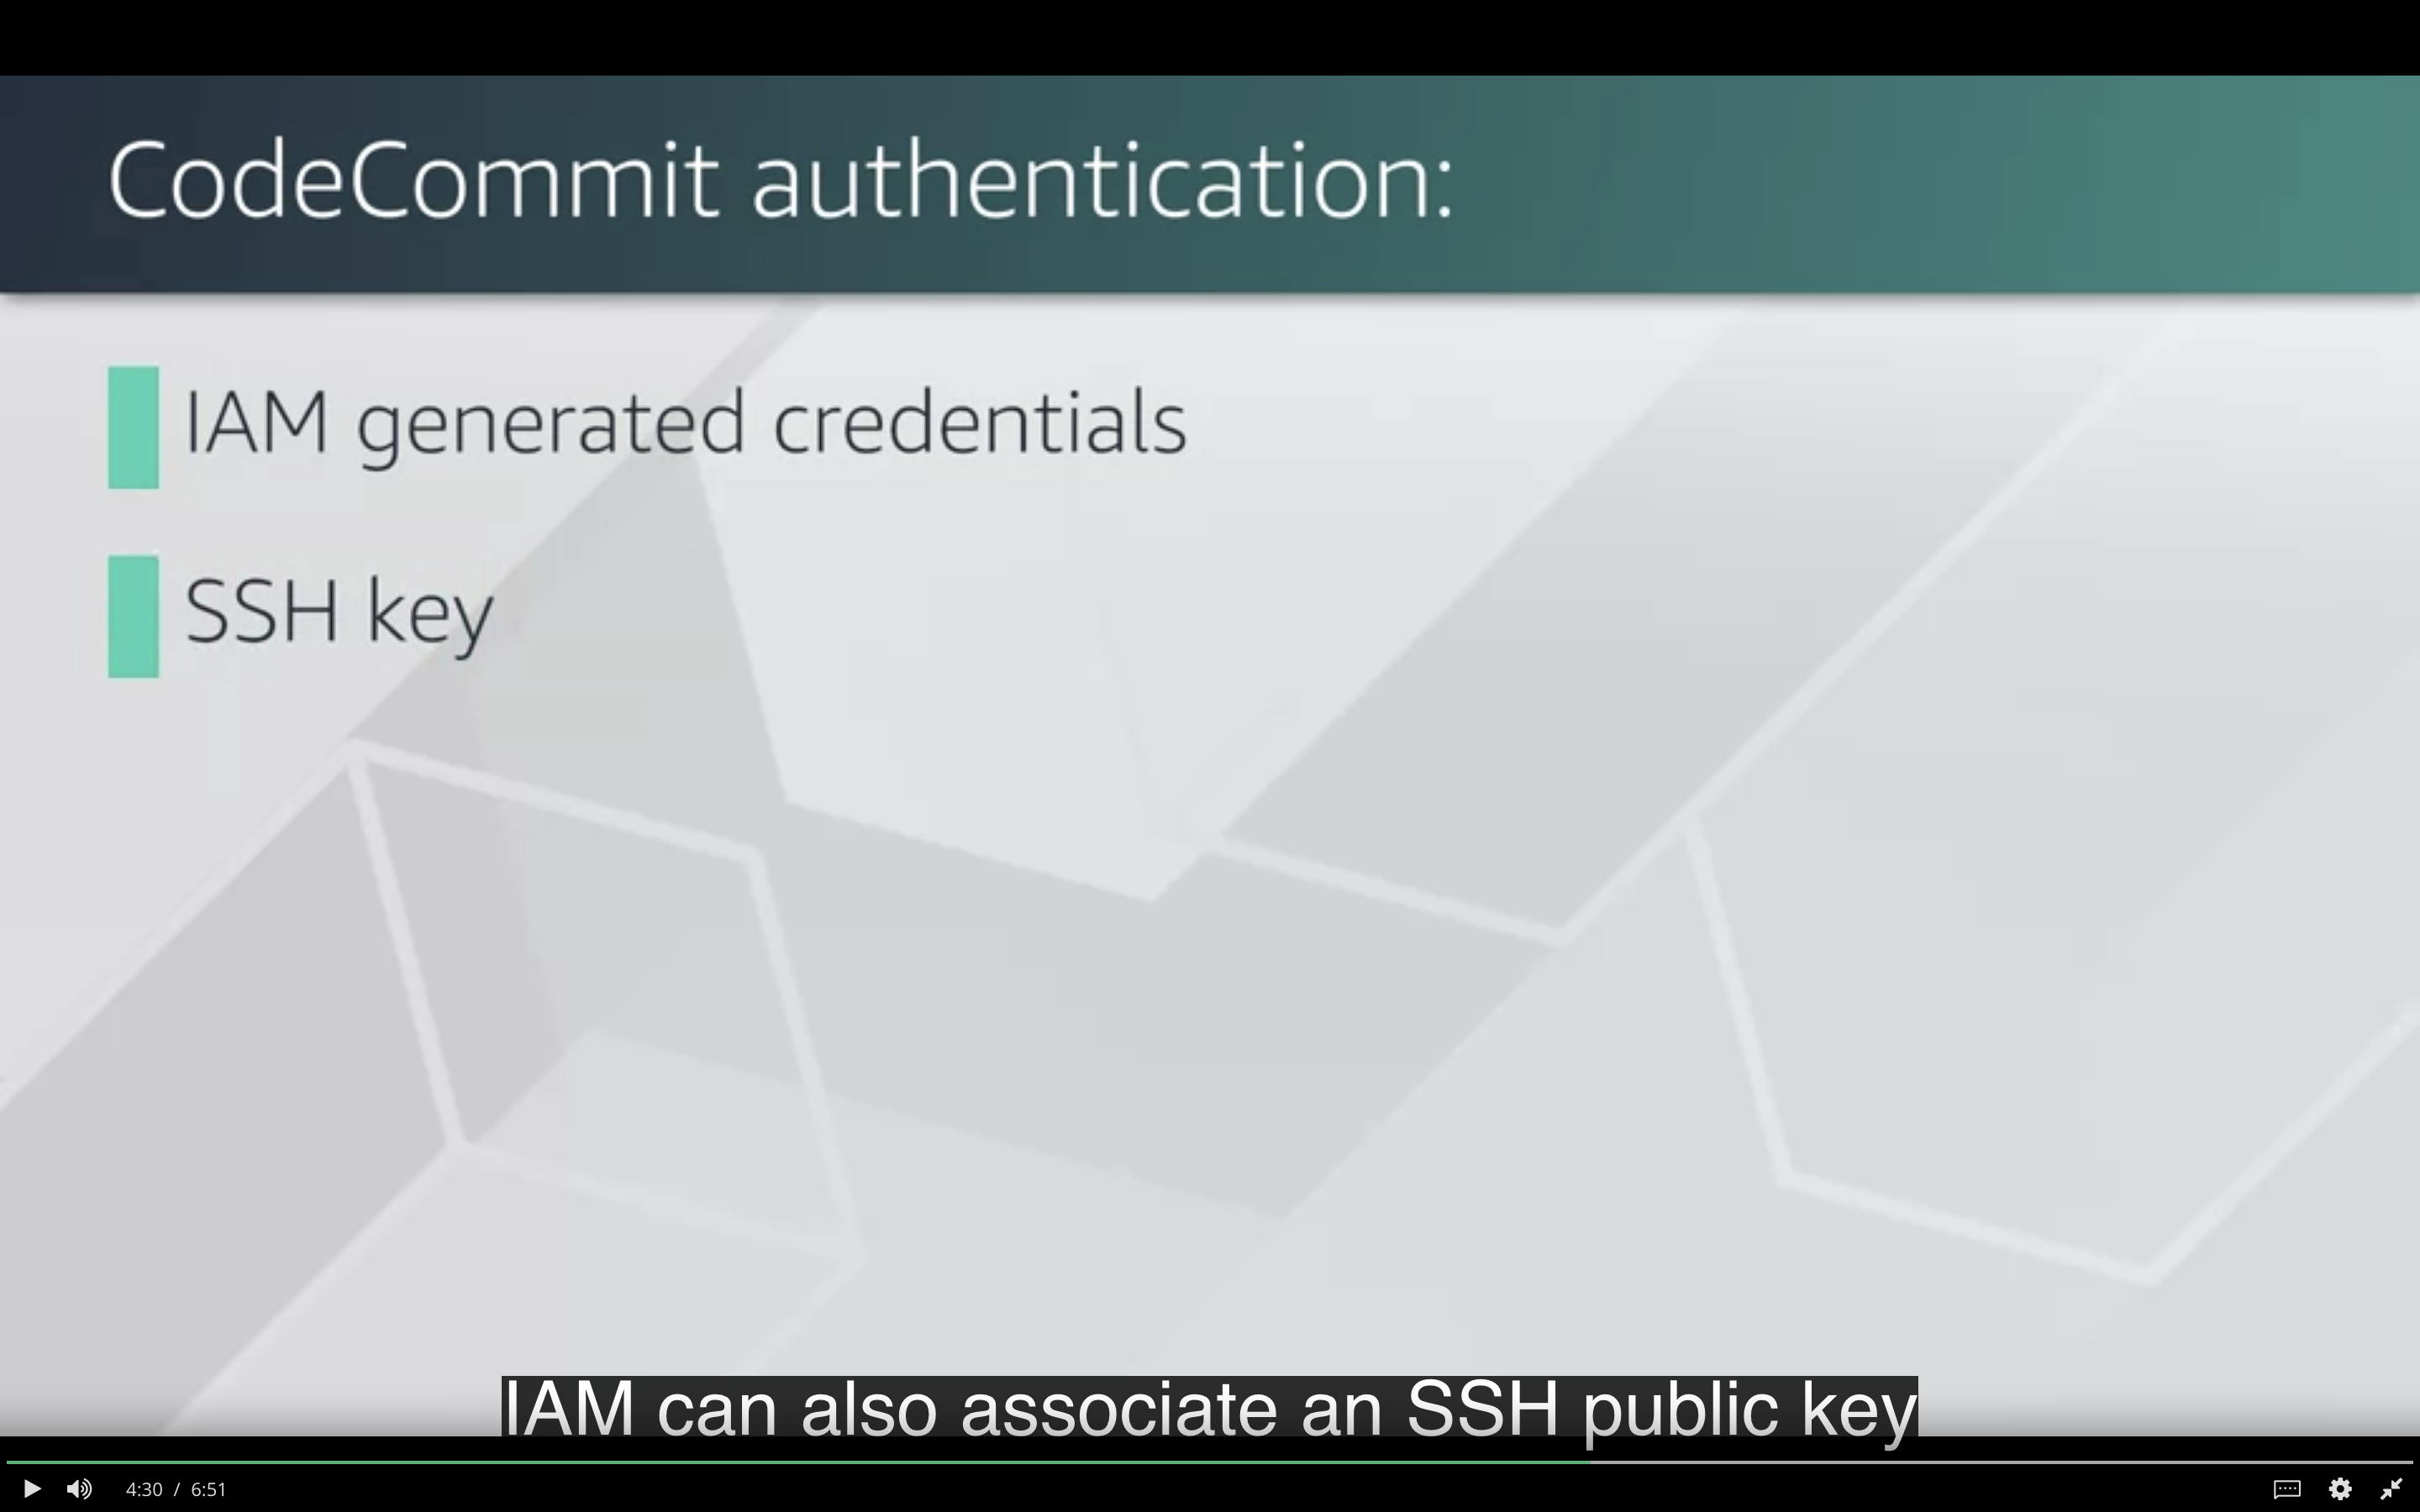 CodeCommit authentication:
IAM generated credentials
SSH key
IAM can also associate an SSH public key
4:30 / 6:51